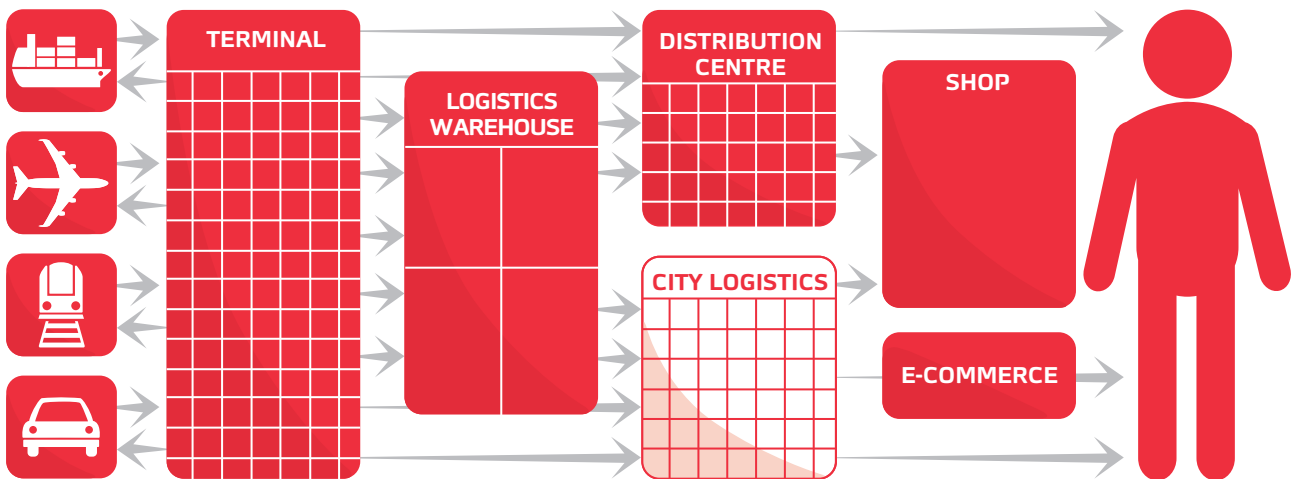 TERMINAL
LOGISTICS
WAREHOUSE
DISTRIBUTION
CENTRE
CITY LOGISTICS
SHOP
E-COMMERCE